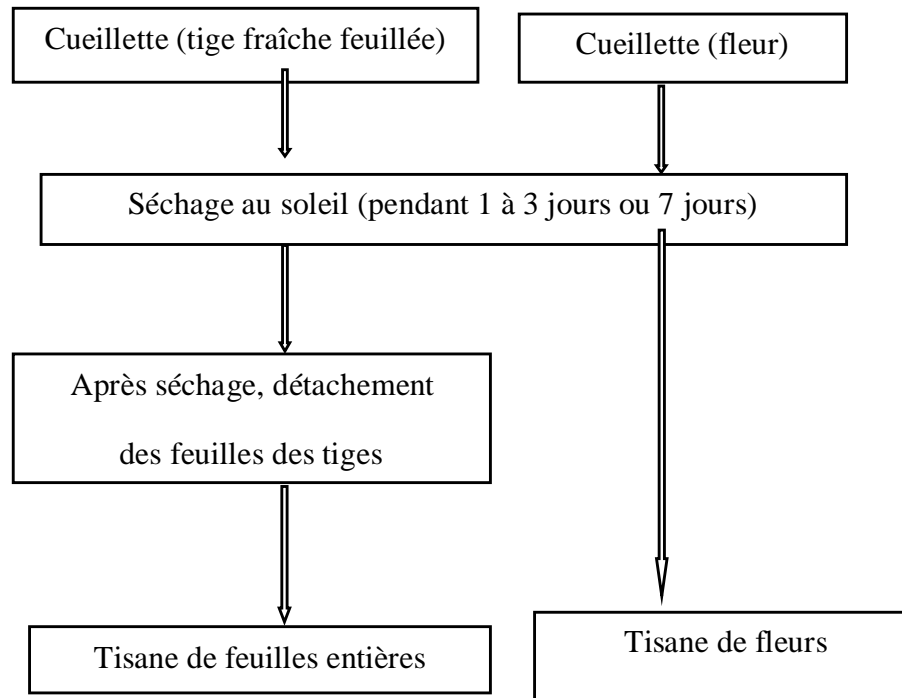 Cueillette (tige fraîche feuillée)
Cueillette (fleur)
Séchage au soleil (pendant 1 à 3 jours ou 7 jours)
Après séchage, détachement
des feuilles des tiges
Tisane de feuilles entières
Tisane de fleurs